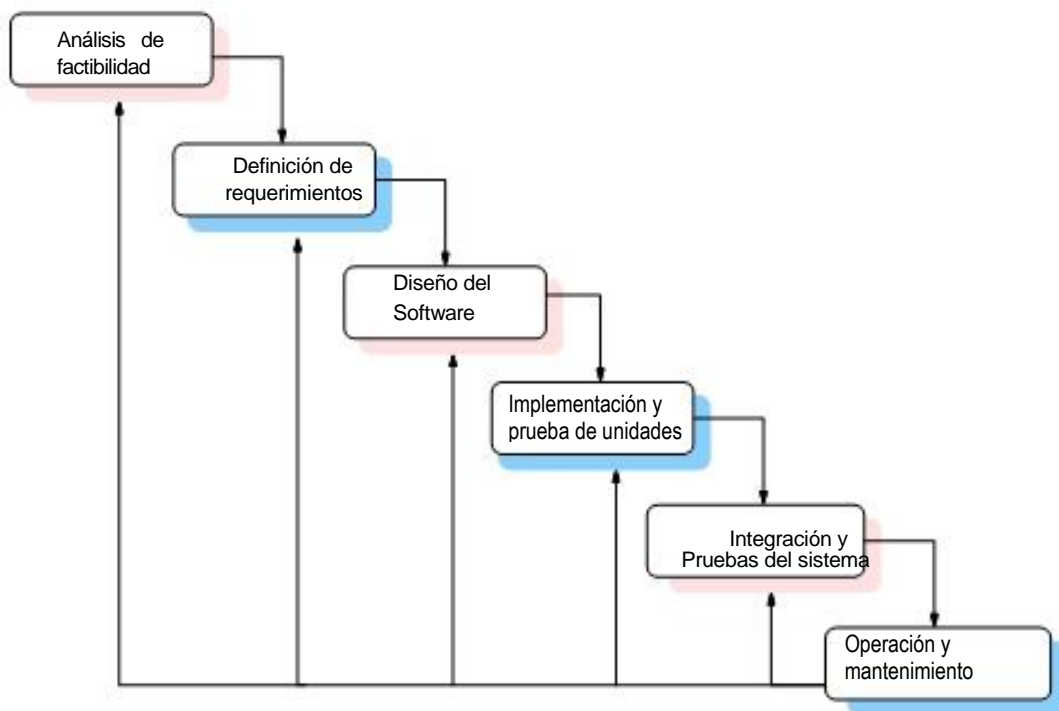 Análisis de
factibilidad
Definición de
requerimientos
Diseño del
Software
Implementación y
prueba de unidades
Integración y
Pruebas del sistema
Operación y
mantenimiento